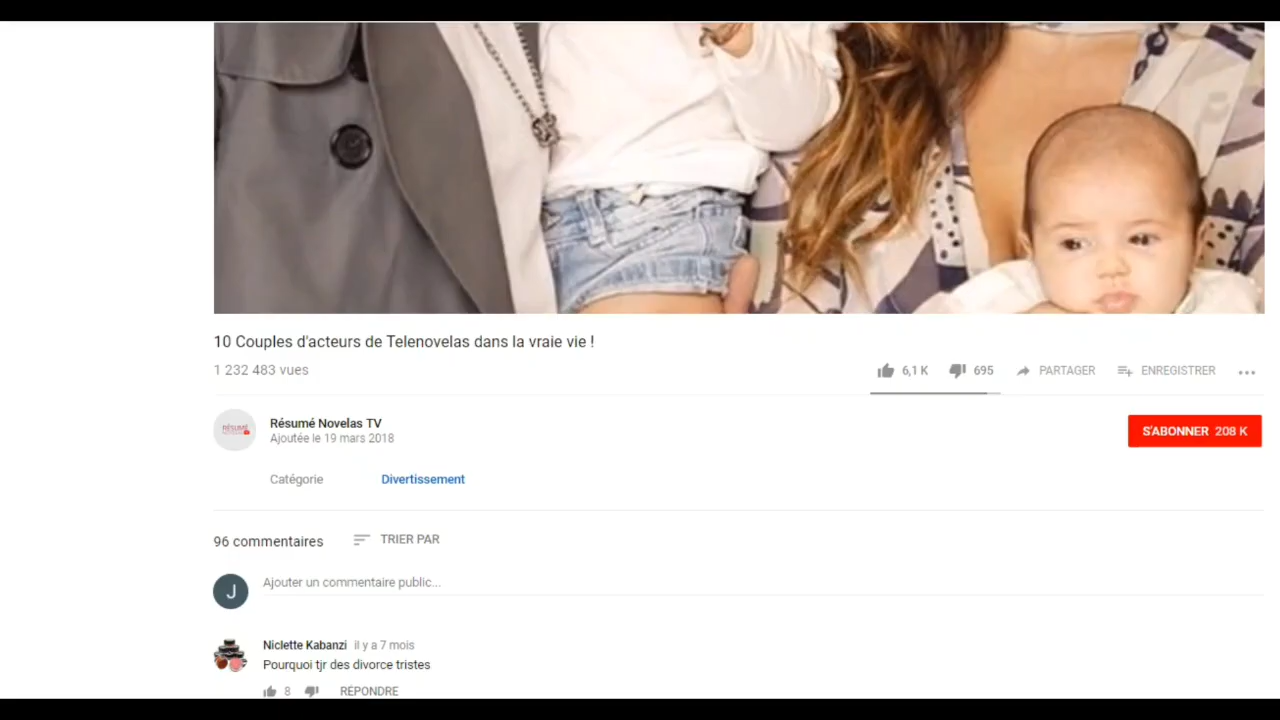 10 Couples d'acteurs de Telenovelas dans la vraie vie !
1 232 483 vues
6,1 K 695 PARTAGER ENREGISTRER
RÉSUMÉ
Résumé Novelas TV
Ajoutée le 19 mars 2018
S'ABONNER 208 K
Catégorie Divertissement
96 commentaires TRIER PAR
J
Ajouter un commentaire public...
Niclette Kabanzi il y a 7 mois
Pourquoi tjr des divorce tristes
8 RÉPONDRE